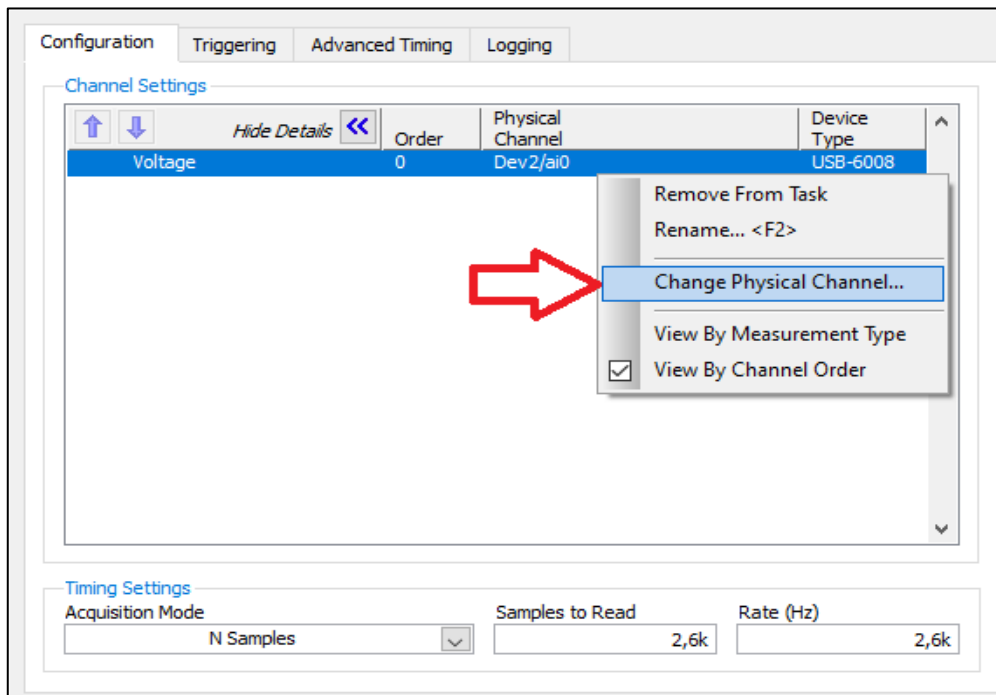 Configuration
Triggering
Advanced Timing
Logging
Channel Settings
Hide Details
Order
Physical
Channel
Device
Type
Voltage 0 Dev2/ai0 USB-6008
Remove From Task
Rename... <F2>
Change Physical Channel...
View By Measurement Type
View By Channel Order
Timing Settings
Acquisition Mode
Samples to Read
Rate (Hz)
N Samples
2,6k
2,6k